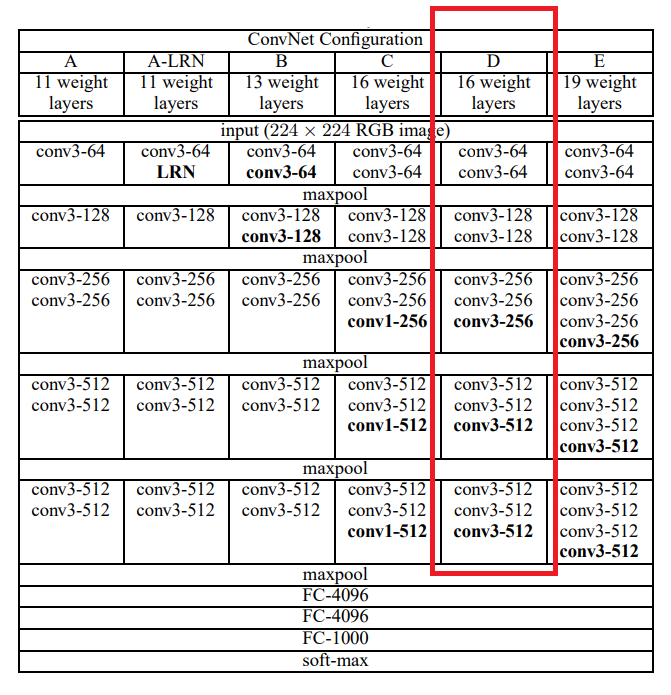 ConvNet Configuration
A A-LRN B C D E
11 weight 11 weight 13 weight 16 weight 16 weight 19 weight
layers layers layers layers layers layers
input (224 × 224 RGB image)
conv3-64 conv3-64 conv3-64 conv3-64 conv3-64 conv3-64
LRN conv3-64 conv3-64 conv3-64 conv3-64
maxpool
conv3-128 conv3-128 conv3-128 conv3-128 conv3-128 conv3-128
conv3-128 conv3-128 conv3-128 conv3-128
maxpool
conv3-256 conv3-256 conv3-256 conv3-256 conv3-256 conv3-256
conv3-256 conv3-256 conv3-256 conv3-256 conv3-256 conv3-256
conv1-256 conv3-256 conv3-256
conv3-256
maxpool
conv3-512 conv3-512 conv3-512 conv3-512 conv3-512 conv3-512
conv3-512 conv3-512 conv3-512 conv3-512 conv3-512 conv3-512
conv1-512 conv3-512 conv3-512
conv3-512
maxpool
conv3-512 conv3-512 conv3-512 conv3-512 conv3-512 conv3-512
conv3-512 conv3-512 conv3-512 conv3-512 conv3-512 conv3-512
conv1-512 conv3-512 conv3-512
conv3-512
maxpool
FC-4096
FC-4096
FC-1000
soft-max